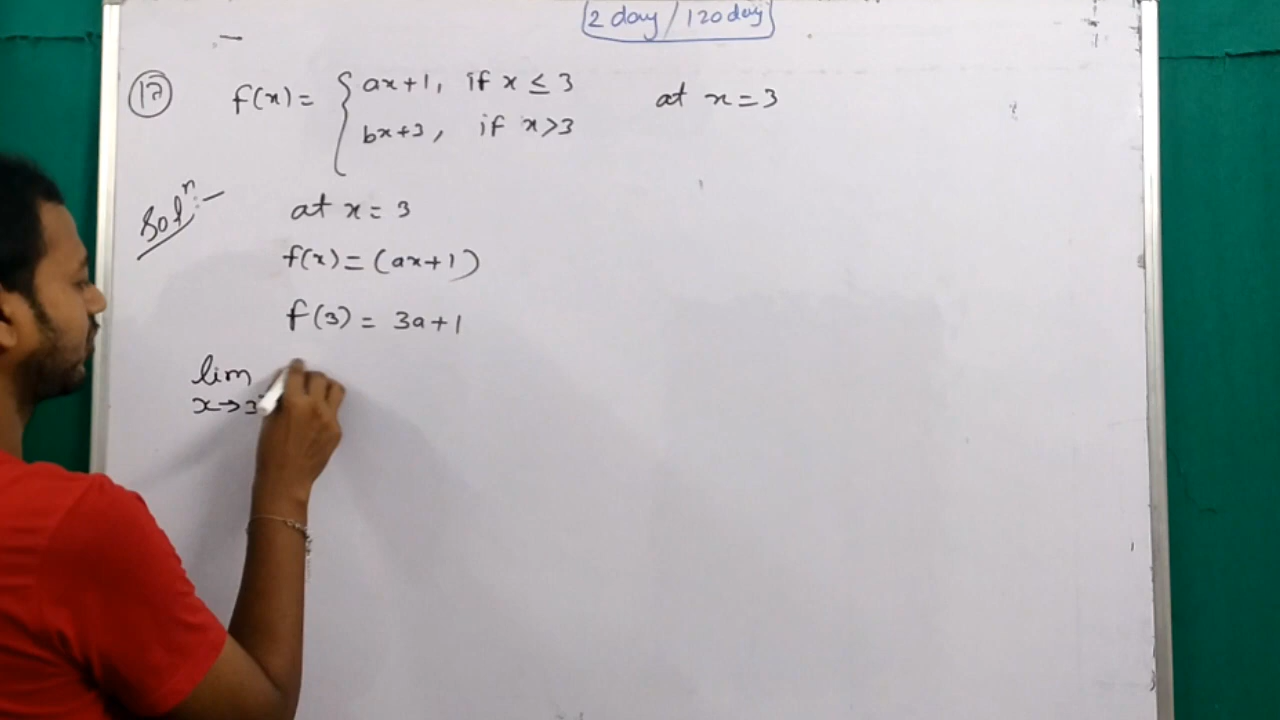 2 day / 120 day
17 f(x) = { ax+1, if x ≤ 3 at x = 3
bx+3, if x>3
Solⁿ:-
at x = 3
f(x) = (ax+1)
f(3) = 3a+1
lim
x→3⁻